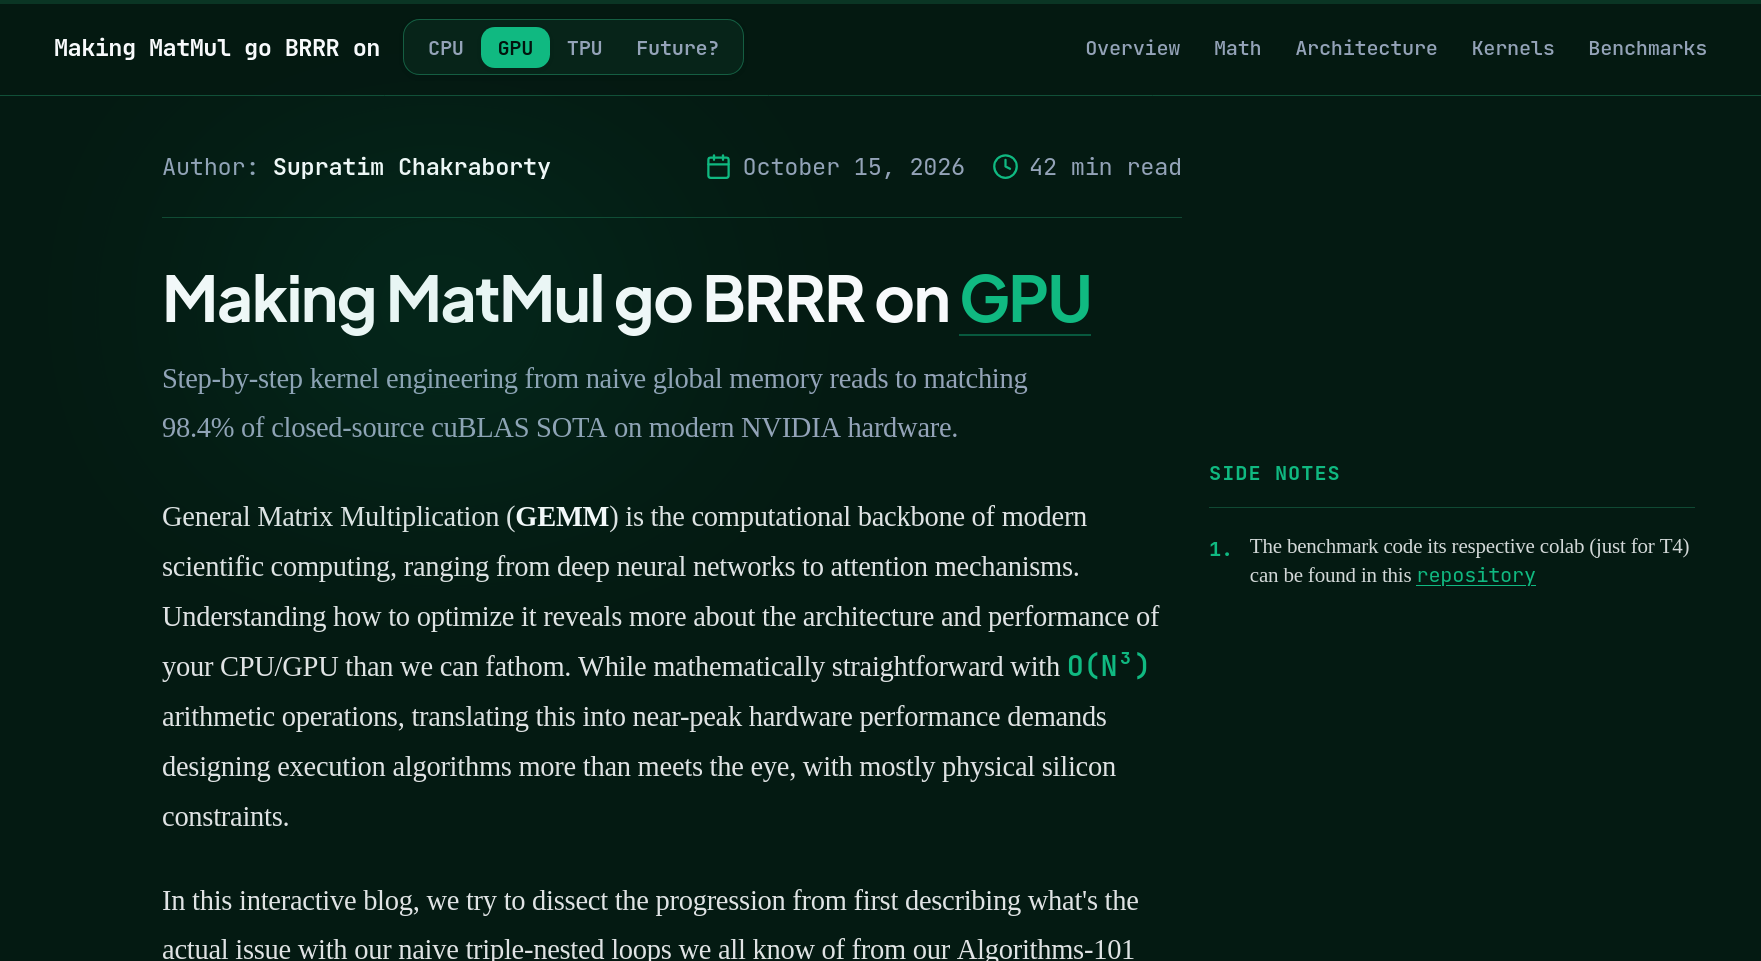 Making MatMul go BRRR on
CPU GPU TPU Future?
Overview Math Architecture Kernels Benchmarks
Author: Supratim Chakraborty
October 15, 2026
42 min read
Making MatMul go BRRR on GPU
Step-by-step kernel engineering from naive global memory reads to matching
98.4% of closed-source cuBLAS SOTA on modern NVIDIA hardware.
General Matrix Multiplication (GEMM) is the computational backbone of modern
scientific computing, ranging from deep neural networks to attention mechanisms.
Understanding how to optimize it reveals more about the architecture and performance of
your CPU/GPU than we can fathom. While mathematically straightforward with O(N³)
arithmetic operations, translating this into near-peak hardware performance demands
designing execution algorithms more than meets the eye, with mostly physical silicon
constraints.
In this interactive blog, we try to dissect the progression from first describing what's the
actual issue with our naive triple-nested loops we all know of from our Algorithms-101
SIDE NOTES
1. The benchmark code its respective colab (just for T4)
can be found in this repository